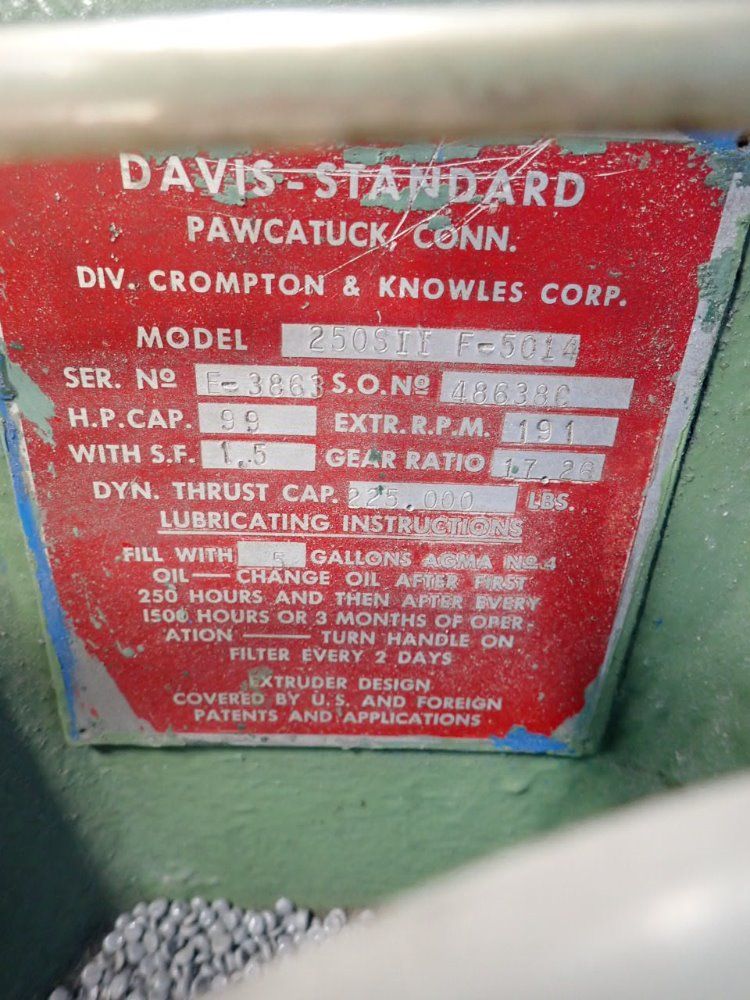 DAVIS-STANDARD
PAWCATUCK, CONN.
DIV. CROMPTON & KNOWLES CORP.
MODEL 250SII F-5014
SER. Nº E-3863 S.O.Nº
H.P.CAP. 99 EXTR. R.P.M. 191
WITH S.F. 1.5 GEAR RATIO 17.26
DYN. THRUST CAP. 225,000 LBS.
LUBRICATING INSTRUCTIONS
FILL WITH 5 GALLONS AGMA Nº 4
OIL — CHANGE OIL AFTER FIRST
250 HOURS AND THEN AFTER EVERY
1500 HOURS OR 3 MONTHS OF OPER-
ATION — TURN HANDLE ON
FILTER EVERY 2 DAYS
EXTRUDER DESIGN
COVERED BY U.S. AND FOREIGN
PATENTS AND APPLICATIONS